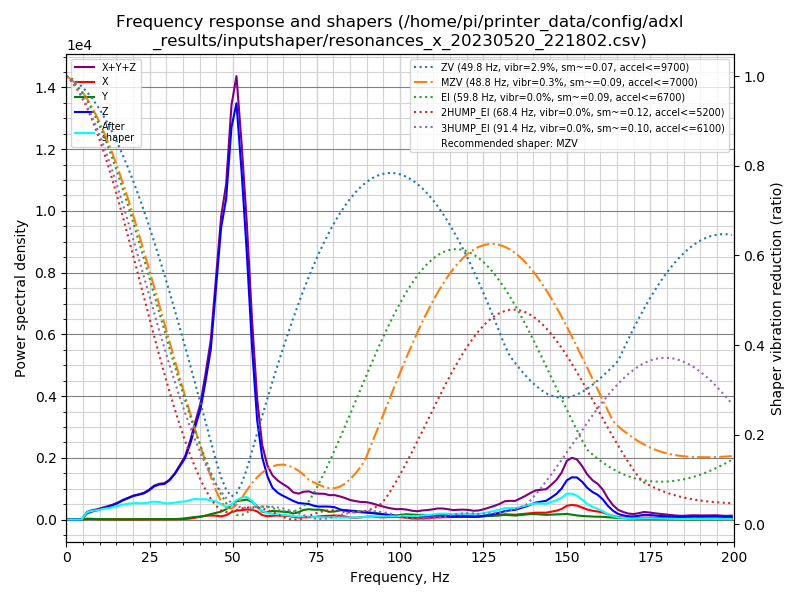 Frequency response and shapers (/home/pi/printer_data/config/adxl
_results/inputshaper/resonances_x_20230520_221802.csv)
1e4
X+Y+Z
X
Y
Z
After
shaper
ZV (49.8 Hz, vibr=2.9%, sm~=0.07, accel<=9700)
MZV (48.8 Hz, vibr=0.3%, sm~=0.09, accel<=7000)
EI (59.8 Hz, vibr=0.0%, sm~=0.09, accel<=6700)
2HUMP_EI (68.4 Hz, vibr=0.0%, sm~=0.12, accel<=5200)
3HUMP_EI (91.4 Hz, vibr=0.0%, sm~=0.10, accel<=6100)
Recommended shaper: MZV
Power spectral density
1.4
1.2
1.0
0.8
0.6
0.4
0.2
0.0
1.0
0.8
0.6
0.4
0.2
0.0
Shaper vibration reduction (ratio)
0 25 50 75 100 125 150 175 200
Frequency, Hz